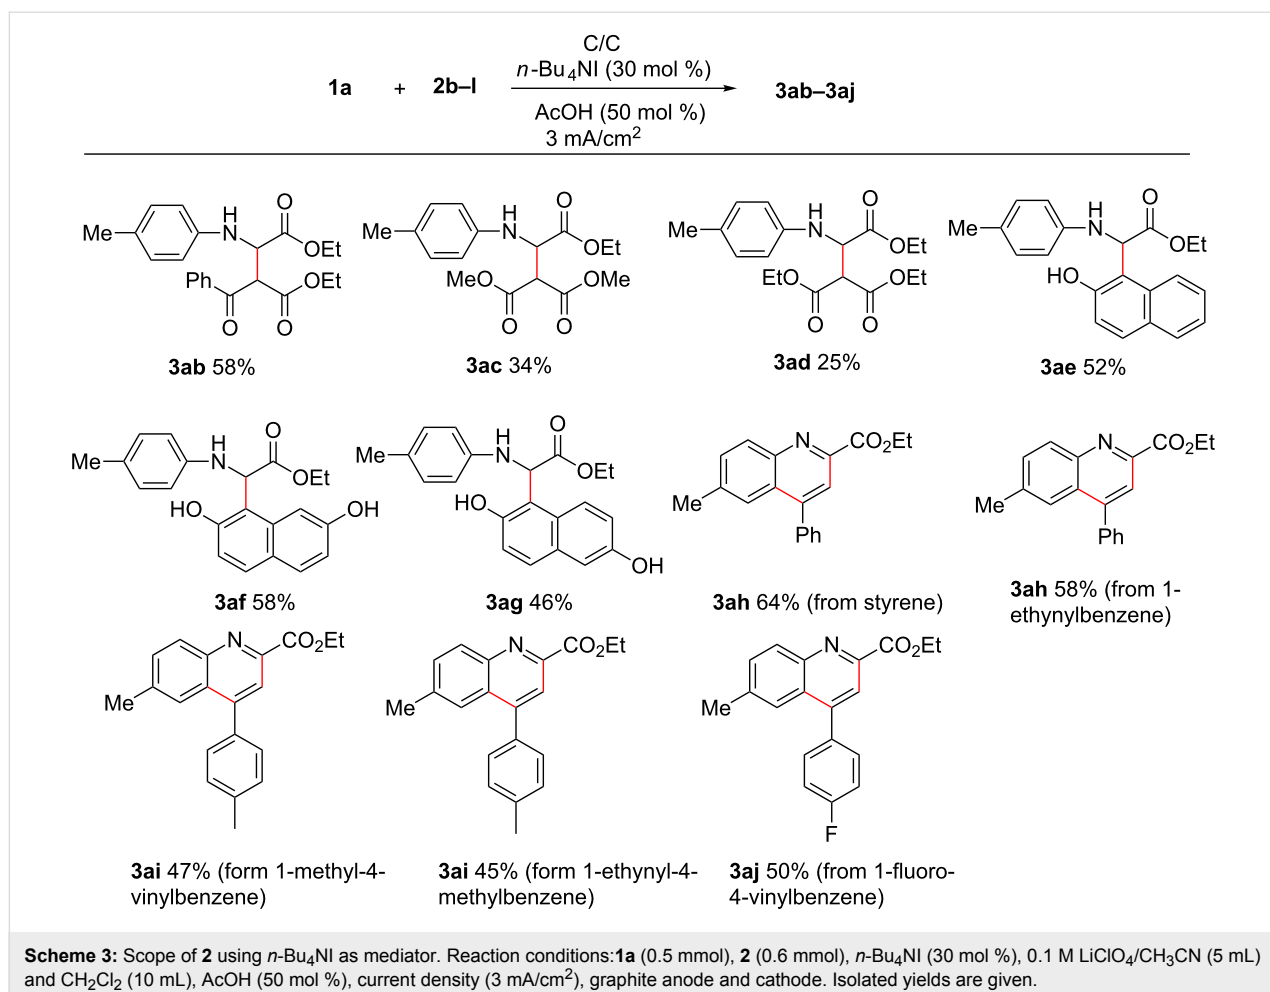 C/C
n-Bu4NI (30 mol %)
1a + 2b–l 3ab–3aj
AcOH (50 mol %)
3 mA/cm2
Me H N O OEt Ph O O OEt
Me H N O OEt MeO O O OMe
Me H N O OEt EtO O O OEt
Me H N O OEt HO
3ab 58% 3ac 34% 3ad 25% 3ae 52%
Me H N O OEt HO OH
Me H N O OEt HO OH
N CO2Et Me Ph
N CO2Et Me Ph
3af 58% 3ag 46% 3ah 64% (from styrene)
3ah 58% (from 1-
ethynylbenzene)
N CO2Et Me
N CO2Et Me
N CO2Et Me F
3ai 47% (form 1-methyl-4-
vinylbenzene)
3ai 45% (form 1-ethynyl-4-
methylbenzene)
3aj 50% (from 1-fluoro-
4-vinylbenzene)
Scheme 3: Scope of 2 using n-Bu4NI as mediator. Reaction conditions:1a (0.5 mmol), 2 (0.6 mmol), n-Bu4NI (30 mol %), 0.1 M LiClO4/CH3CN (5 mL)
and CH2Cl2 (10 mL), AcOH (50 mol %), current density (3 mA/cm2), graphite anode and cathode. Isolated yields are given.